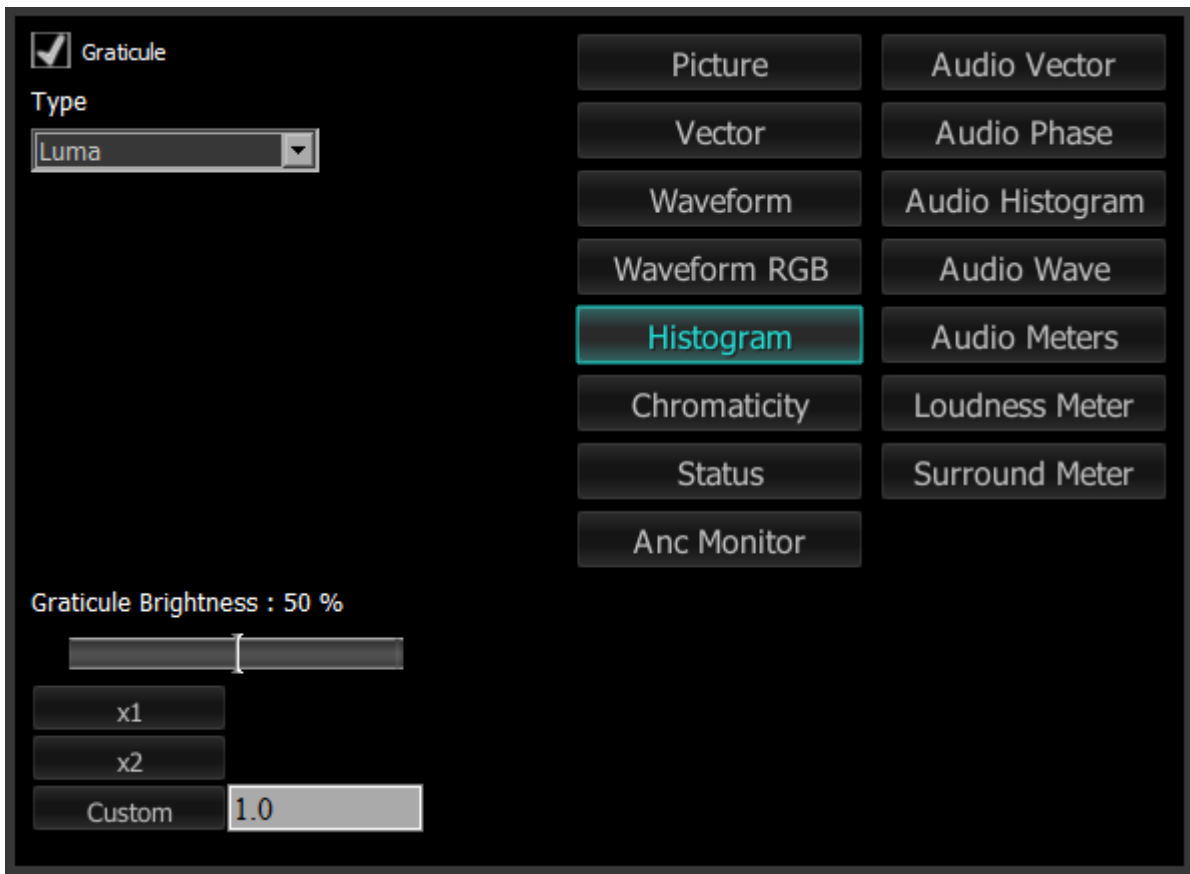 Graticule
Type
Luma
Picture
Audio Vector
Vector
Audio Phase
Waveform
Audio Histogram
Waveform RGB
Audio Wave
Histogram
Audio Meters
Chromaticity
Loudness Meter
Status
Surround Meter
Anc Monitor
Graticule Brightness : 50 %
x1
x2
Custom
1.0